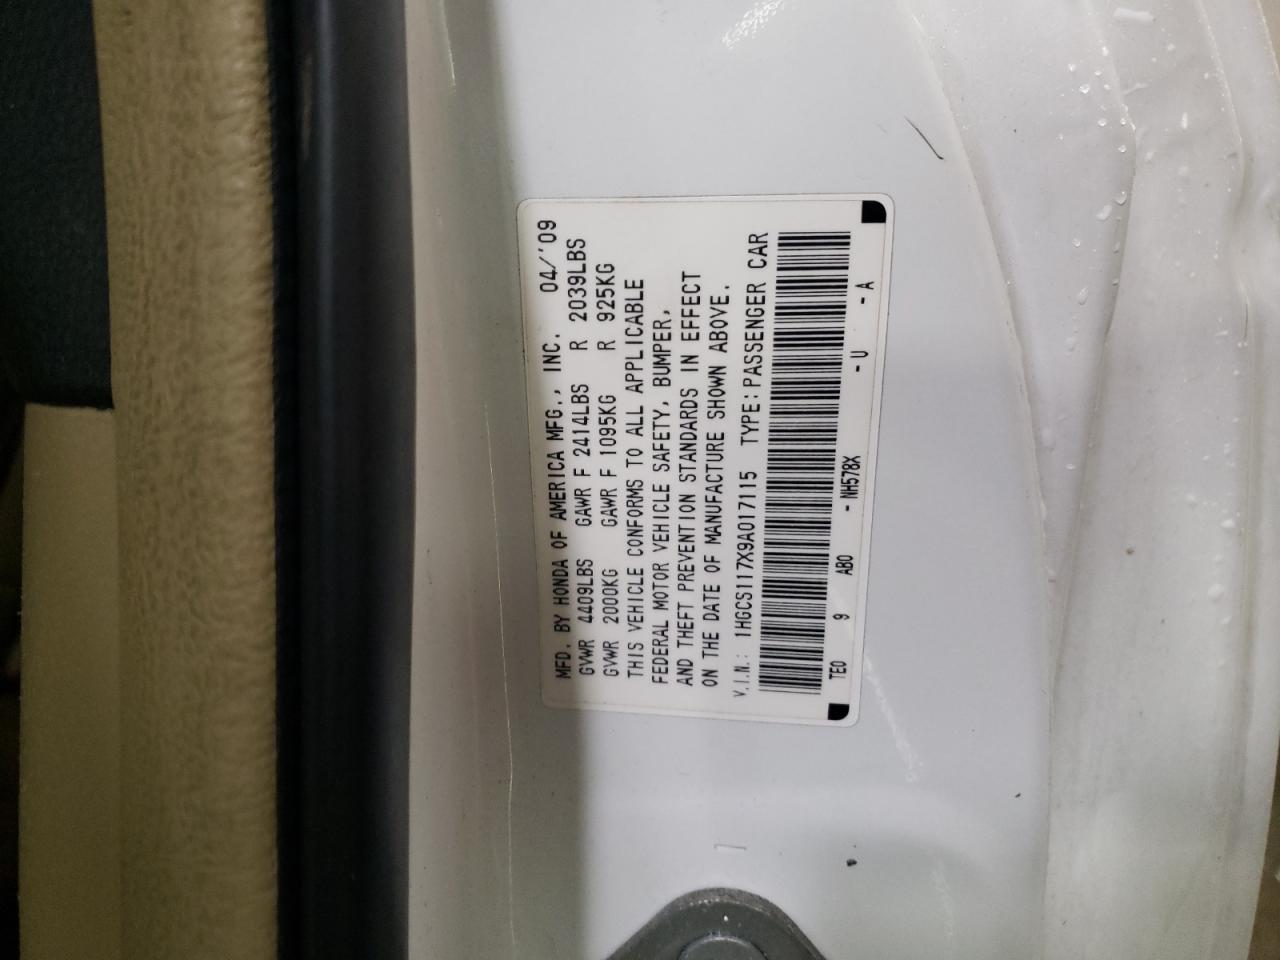 MFD. BY HONDA OF AMERICA MFG., INC. 04/'09
GVWR 4409LBS GAWR F 2414LBS R 2039LBS
GVWR 2000KG GAWR F 1095KG R 925KG
THIS VEHICLE CONFORMS TO ALL APPLICABLE
FEDERAL MOTOR VEHICLE SAFETY, BUMPER,
AND THEFT PREVENTION STANDARDS IN EFFECT
ON THE DATE OF MANUFACTURE SHOWN ABOVE.
V.I.N.: 1HGCS117X9A017115 TYPE:PASSENGER CAR
TE0 9 AB0 - NH578X - U - A